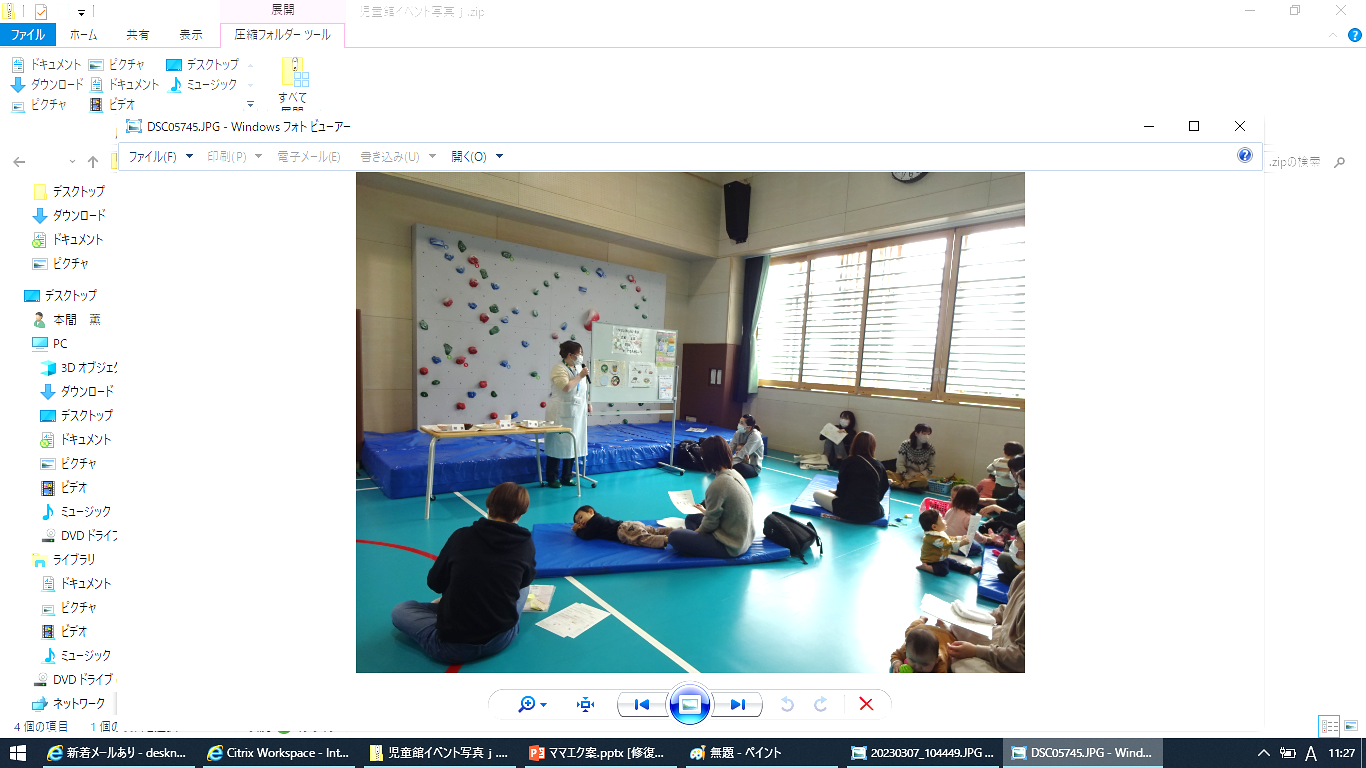 展開
児童館イベント写真ｊ.zip
ファイル
ホーム
共有
表示
圧縮フォルダー ツール
ドキュメント
ピクチャ
デスクトップ
ダウンロード
ドキュメント
ミュージック
ピクチャ
ビデオ
すべて
展開
DSC05745.JPG - Windows フォト ビューアー
ファイル(F)
印刷(P)
電子メール(E)
書き込み(U)
開く(O)
.zipの検索
デスクトップ
ダウンロード
ドキュメント
ピクチャ
デスクトップ
本間　薫
PC
3D オブジェク
ダウンロード
デスクトップ
ドキュメント
ピクチャ
ビデオ
ミュージック
DVD ドライブ
ライブラリ
ドキュメント
ピクチャ
ビデオ
ミュージック
DVD ドライブ
ネットワーク
4 個の項目
1 個の
新着メールあり - deskn...
Citrix Workspace - Int...
児童館イベント写真ｊ....
ママエク案.pptx [修復...
無題 - ペイント
20230307_104449.JPG ...
DSC05745.JPG - Wind...
A
11:27